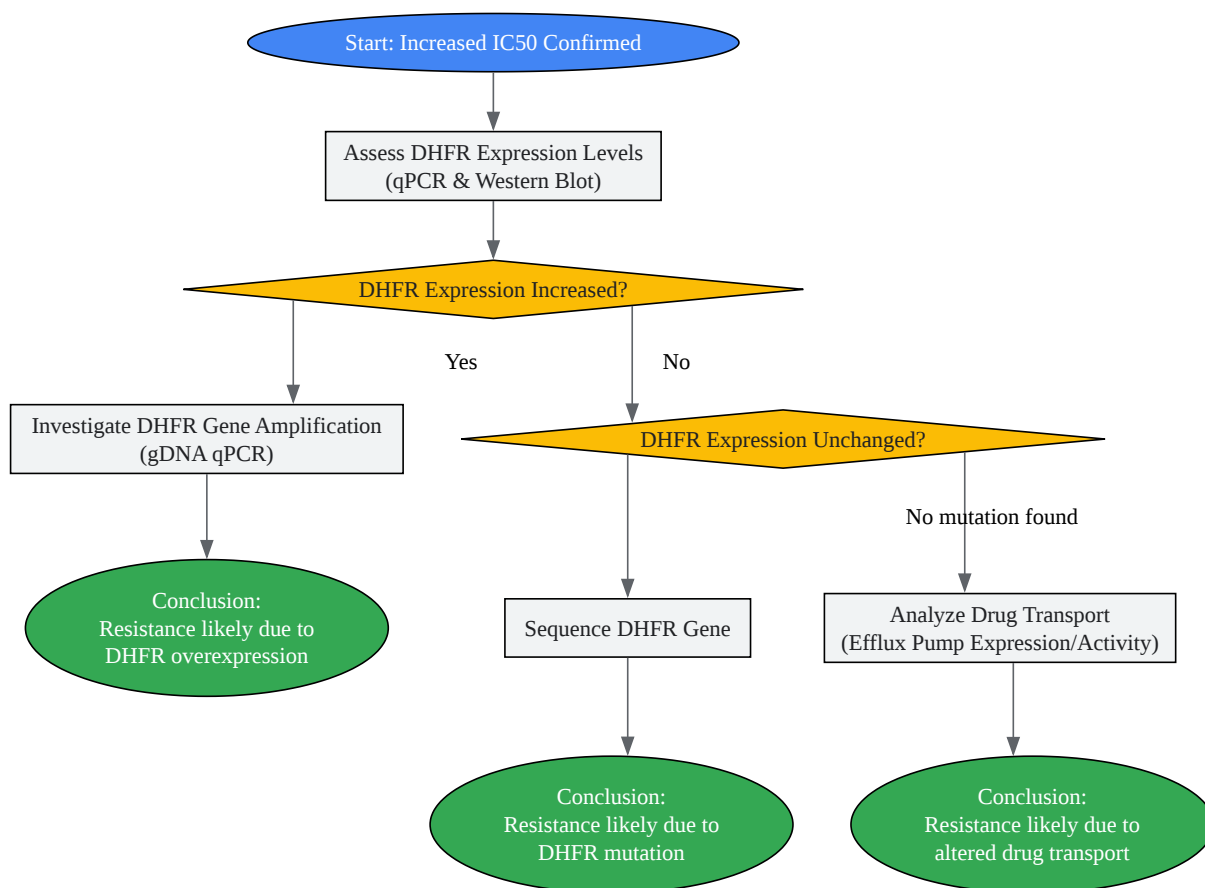 Start: Increased IC50 Confirmed
Assess DHFR Expression Levels
(qPCR & Western Blot)
DHFR Expression Increased?
Yes
No
Investigate DHFR Gene Amplification
(gDNA qPCR)
DHFR Expression Unchanged?
No mutation found
Conclusion:
Resistance likely due to
DHFR overexpression
Sequence DHFR Gene
Analyze Drug Transport
(Efflux Pump Expression/Activity)
Conclusion:
Resistance likely due to
DHFR mutation
Conclusion:
Resistance likely due to
altered drug transport